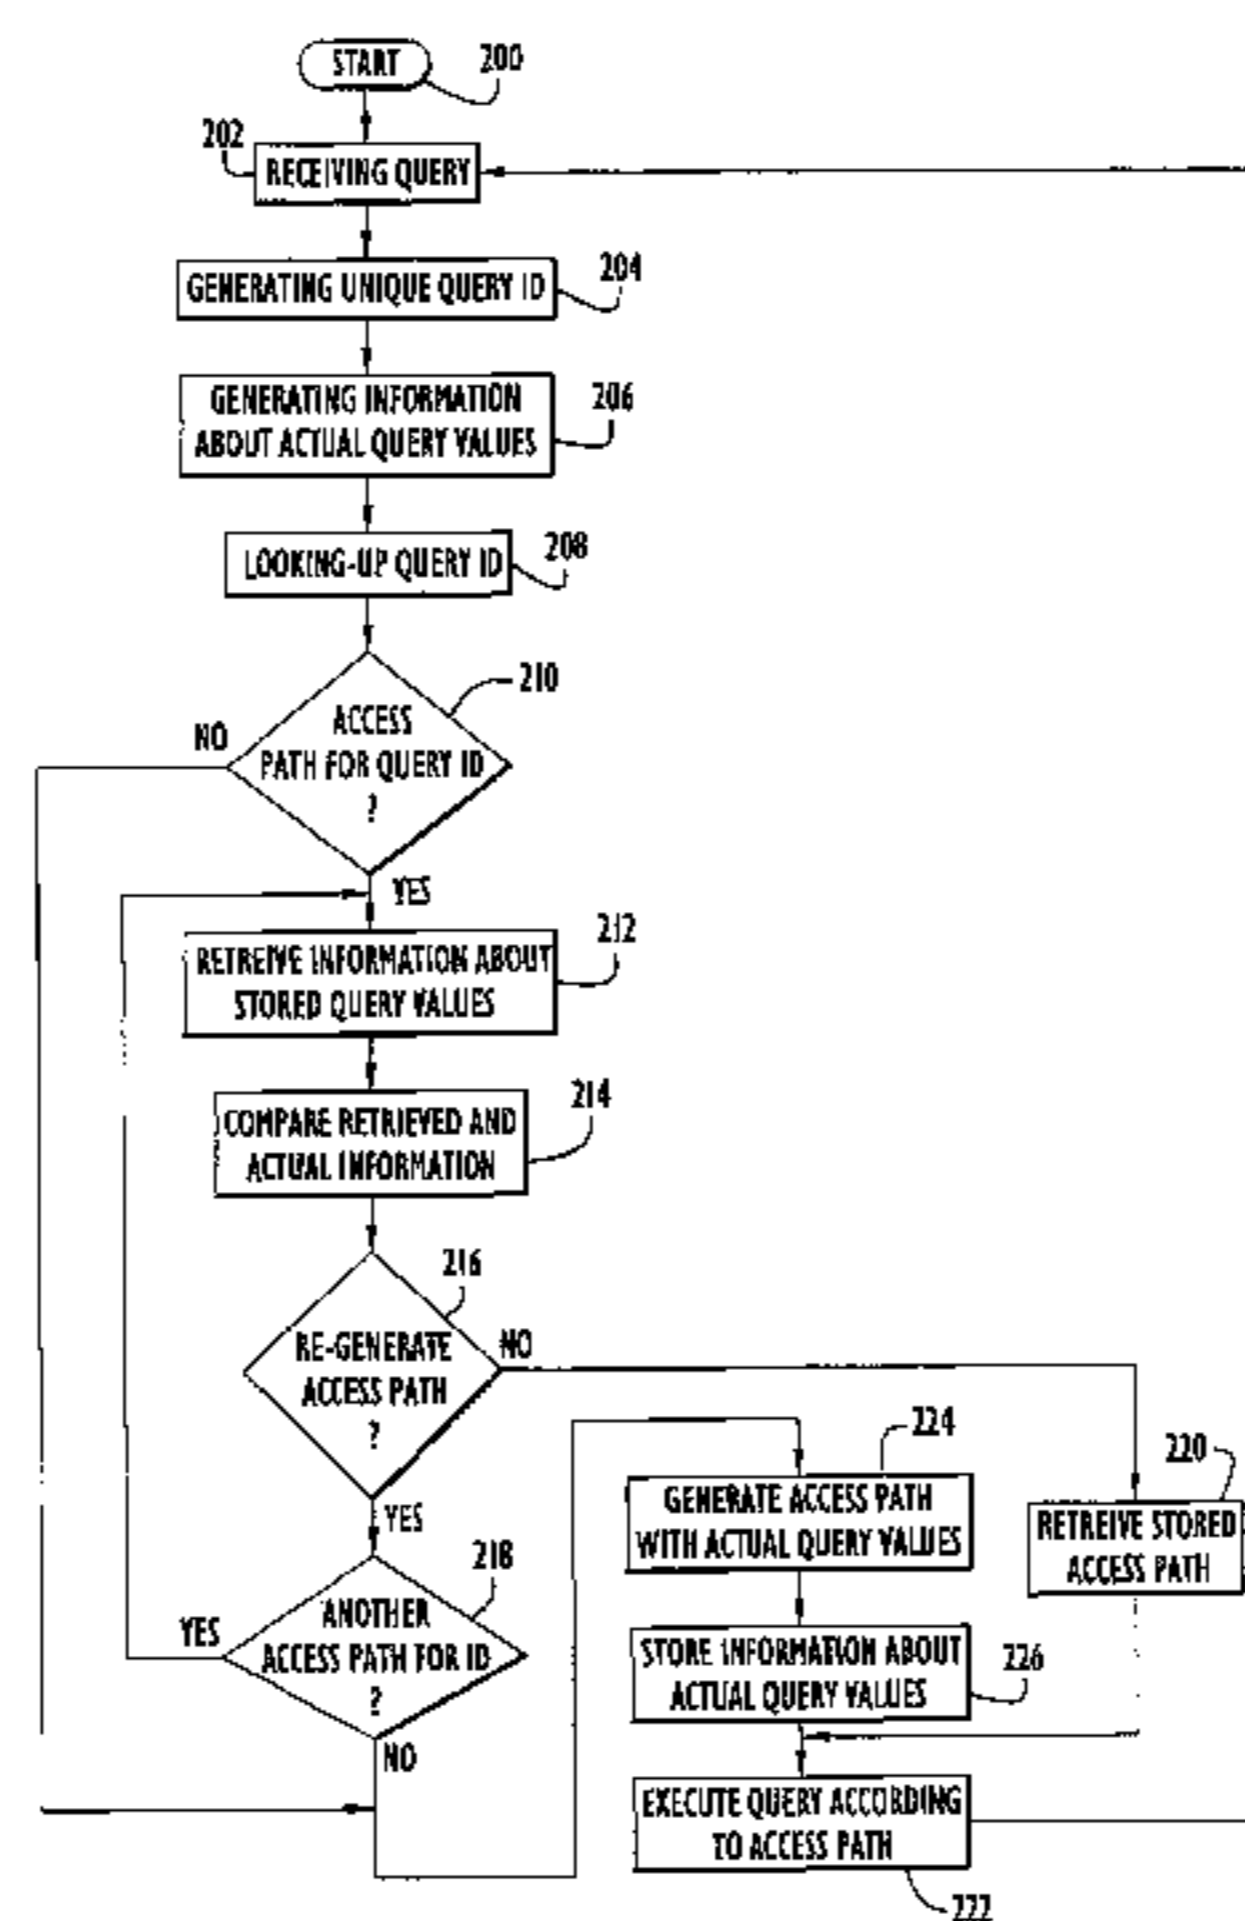 START
200
202
RECEIVING QUERY
GENERATING UNIQUE QUERY ID
204
GENERATING INFORMATION
ABOUT ACTUAL QUERY VALUES
206
LOOKING-UP QUERY ID
208
210
ACCESS
PATH FOR QUERY ID
?
NO
YES
212
RETREIVE INFORMATION ABOUT
STORED QUERY VALUES
214
COMPARE RETRIEVED AND
ACTUAL INFORMATION
216
RE-GENERATE
ACCESS PATH
?
NO
YES
218
ANOTHER
ACCESS PATH FOR ID
?
YES
NO
224
GENERATE ACCESS PATH
WITH ACTUAL QUERY VALUES
220
RETREIVE STORED
ACCESS PATH
STORE INFORMATION ABOUT
ACTUAL QUERY VALUES
226
EXECUTE QUERY ACCORDING
TO ACCESS PATH
222